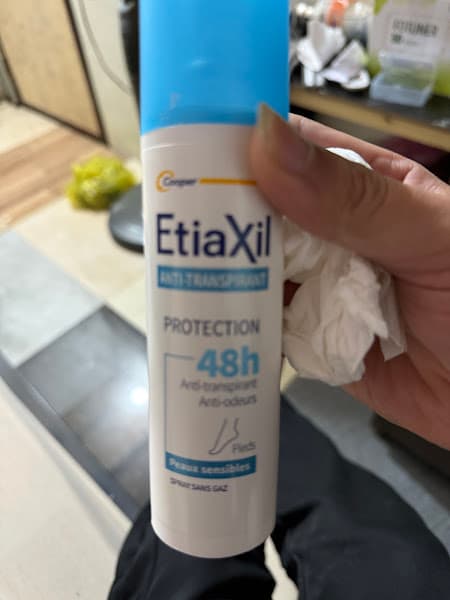 Cooper
EtiaXil
ANTI-TRANSPIRANT
PROTECTION
48h
Anti-transpirant
Anti-odeurs
Pieds
Peaux sensibles
SPRAY SANS GAZ